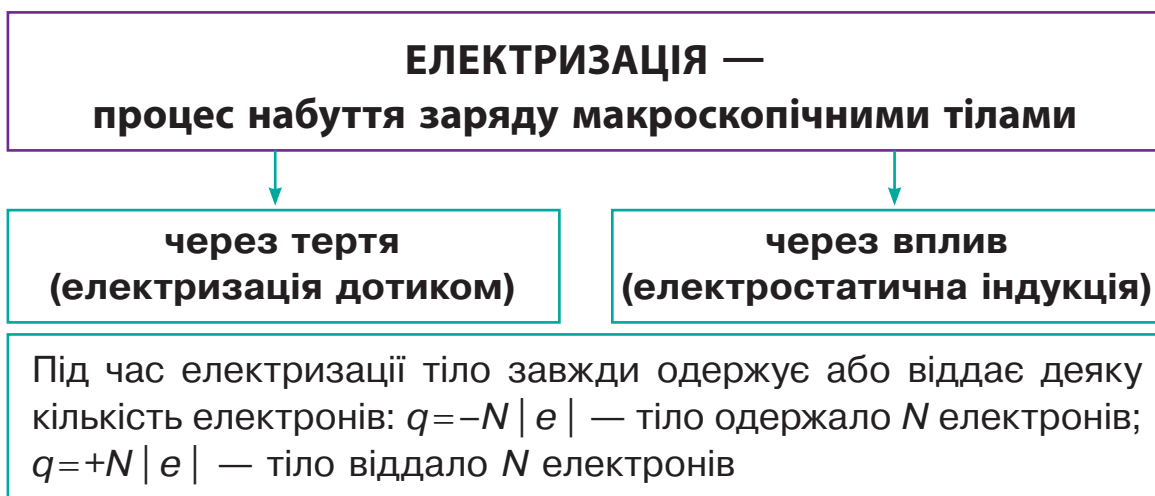 ЕЛЕКТРИЗАЦІЯ —
процес набуття заряду макроскопічними тілами
через тертя
(електризація дотиком)
через вплив
(електростатична індукція)
Під час електризації тіло завжди одержує або віддає деяку
кількість електронів: q=–N | e | — тіло одержало N електронів;
q=+N | e | — тіло віддало N електронів